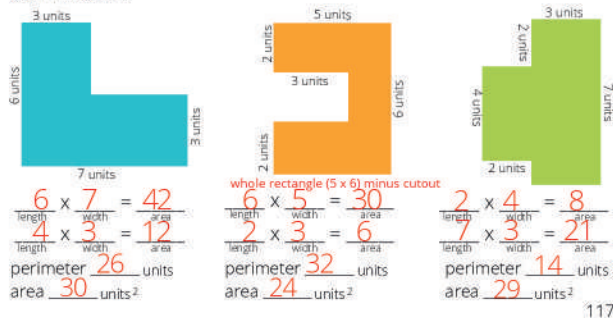 3 units
6 units
3 units
7 units
6 x 7 = 42
length width area
4 x 3 = 12
length width area
perimeter 26 units
area 30 units²
5 units
2 units
3 units
6 units
2 units
whole rectangle (5 x 6) minus cutout
6 x 5 = 30
length width area
2 x 3 = 6
length width area
perimeter 32 units
area 24 units²
3 units
2 units
4 units
7 units
2 units
2 x 4 = 8
length width area
7 x 3 = 21
length width area
perimeter 14 units
area 29 units²
117